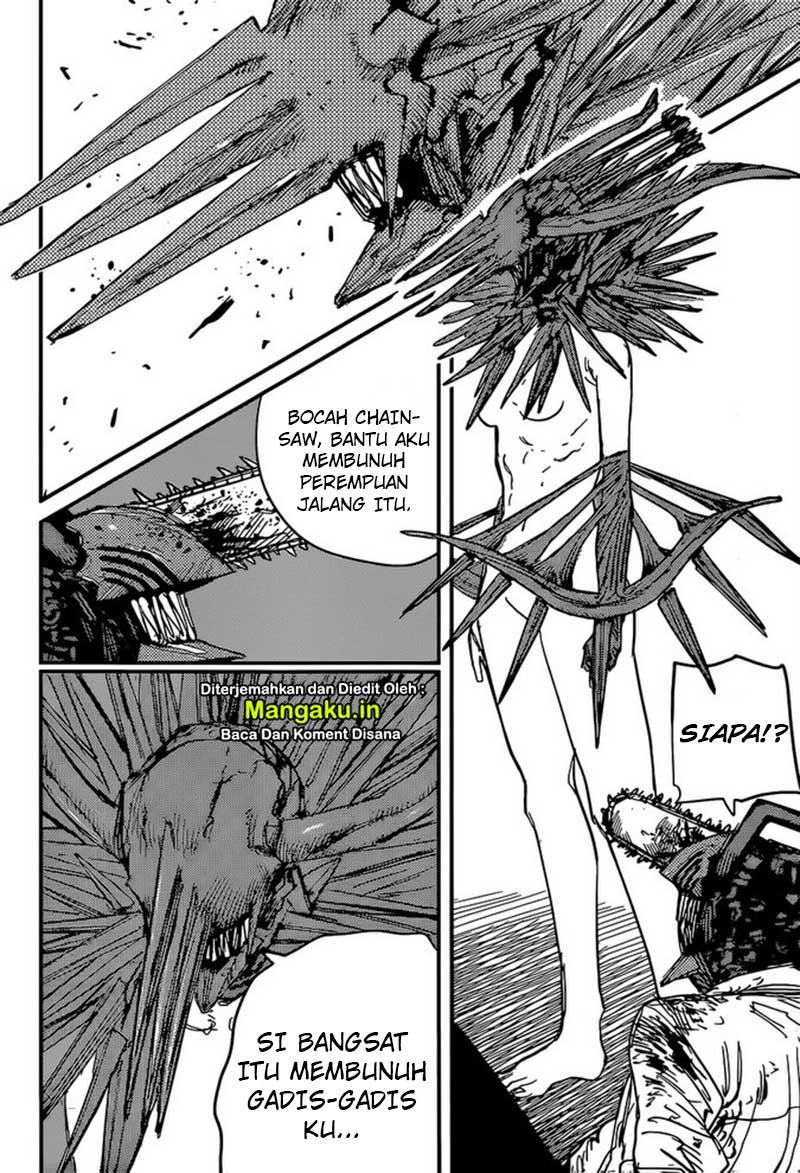 BOCAH CHAIN-
SAW, BANTU AKU
MEMBUNUH
PEREMPUAN
JALANG ITU.
SIAPA!?
Diterjemahkan dan Diedit Oleh :
Mangaku.in
Baca Dan Koment Disana
SI BANGSAT
ITU MEMBUNUH
GADIS-GADIS
KU...